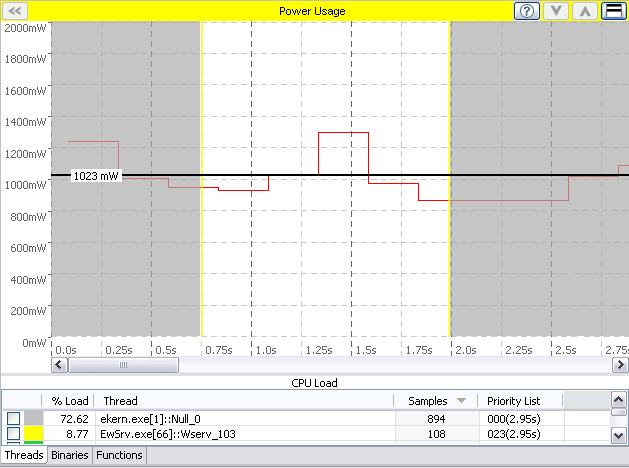 Power Usage
2000mW
1800mW
1600mW
1400mW
1200mW
1023 mW
1000mW
800mW
600mW
400mW
200mW
0mW
0.0s 0.25s 0.75s 1.0s 1.25s 1.5s 1.75s 2.0s 2.25s 2.5s 2.75s
CPU Load
% Load Thread Samples Priority List
72.62 ekern.exe[1]::Null_0 894 000(2.95s)
8.77 EwSrv.exe[66]::Wserv_103 108 023(2.95s)
Threads Binaries Functions